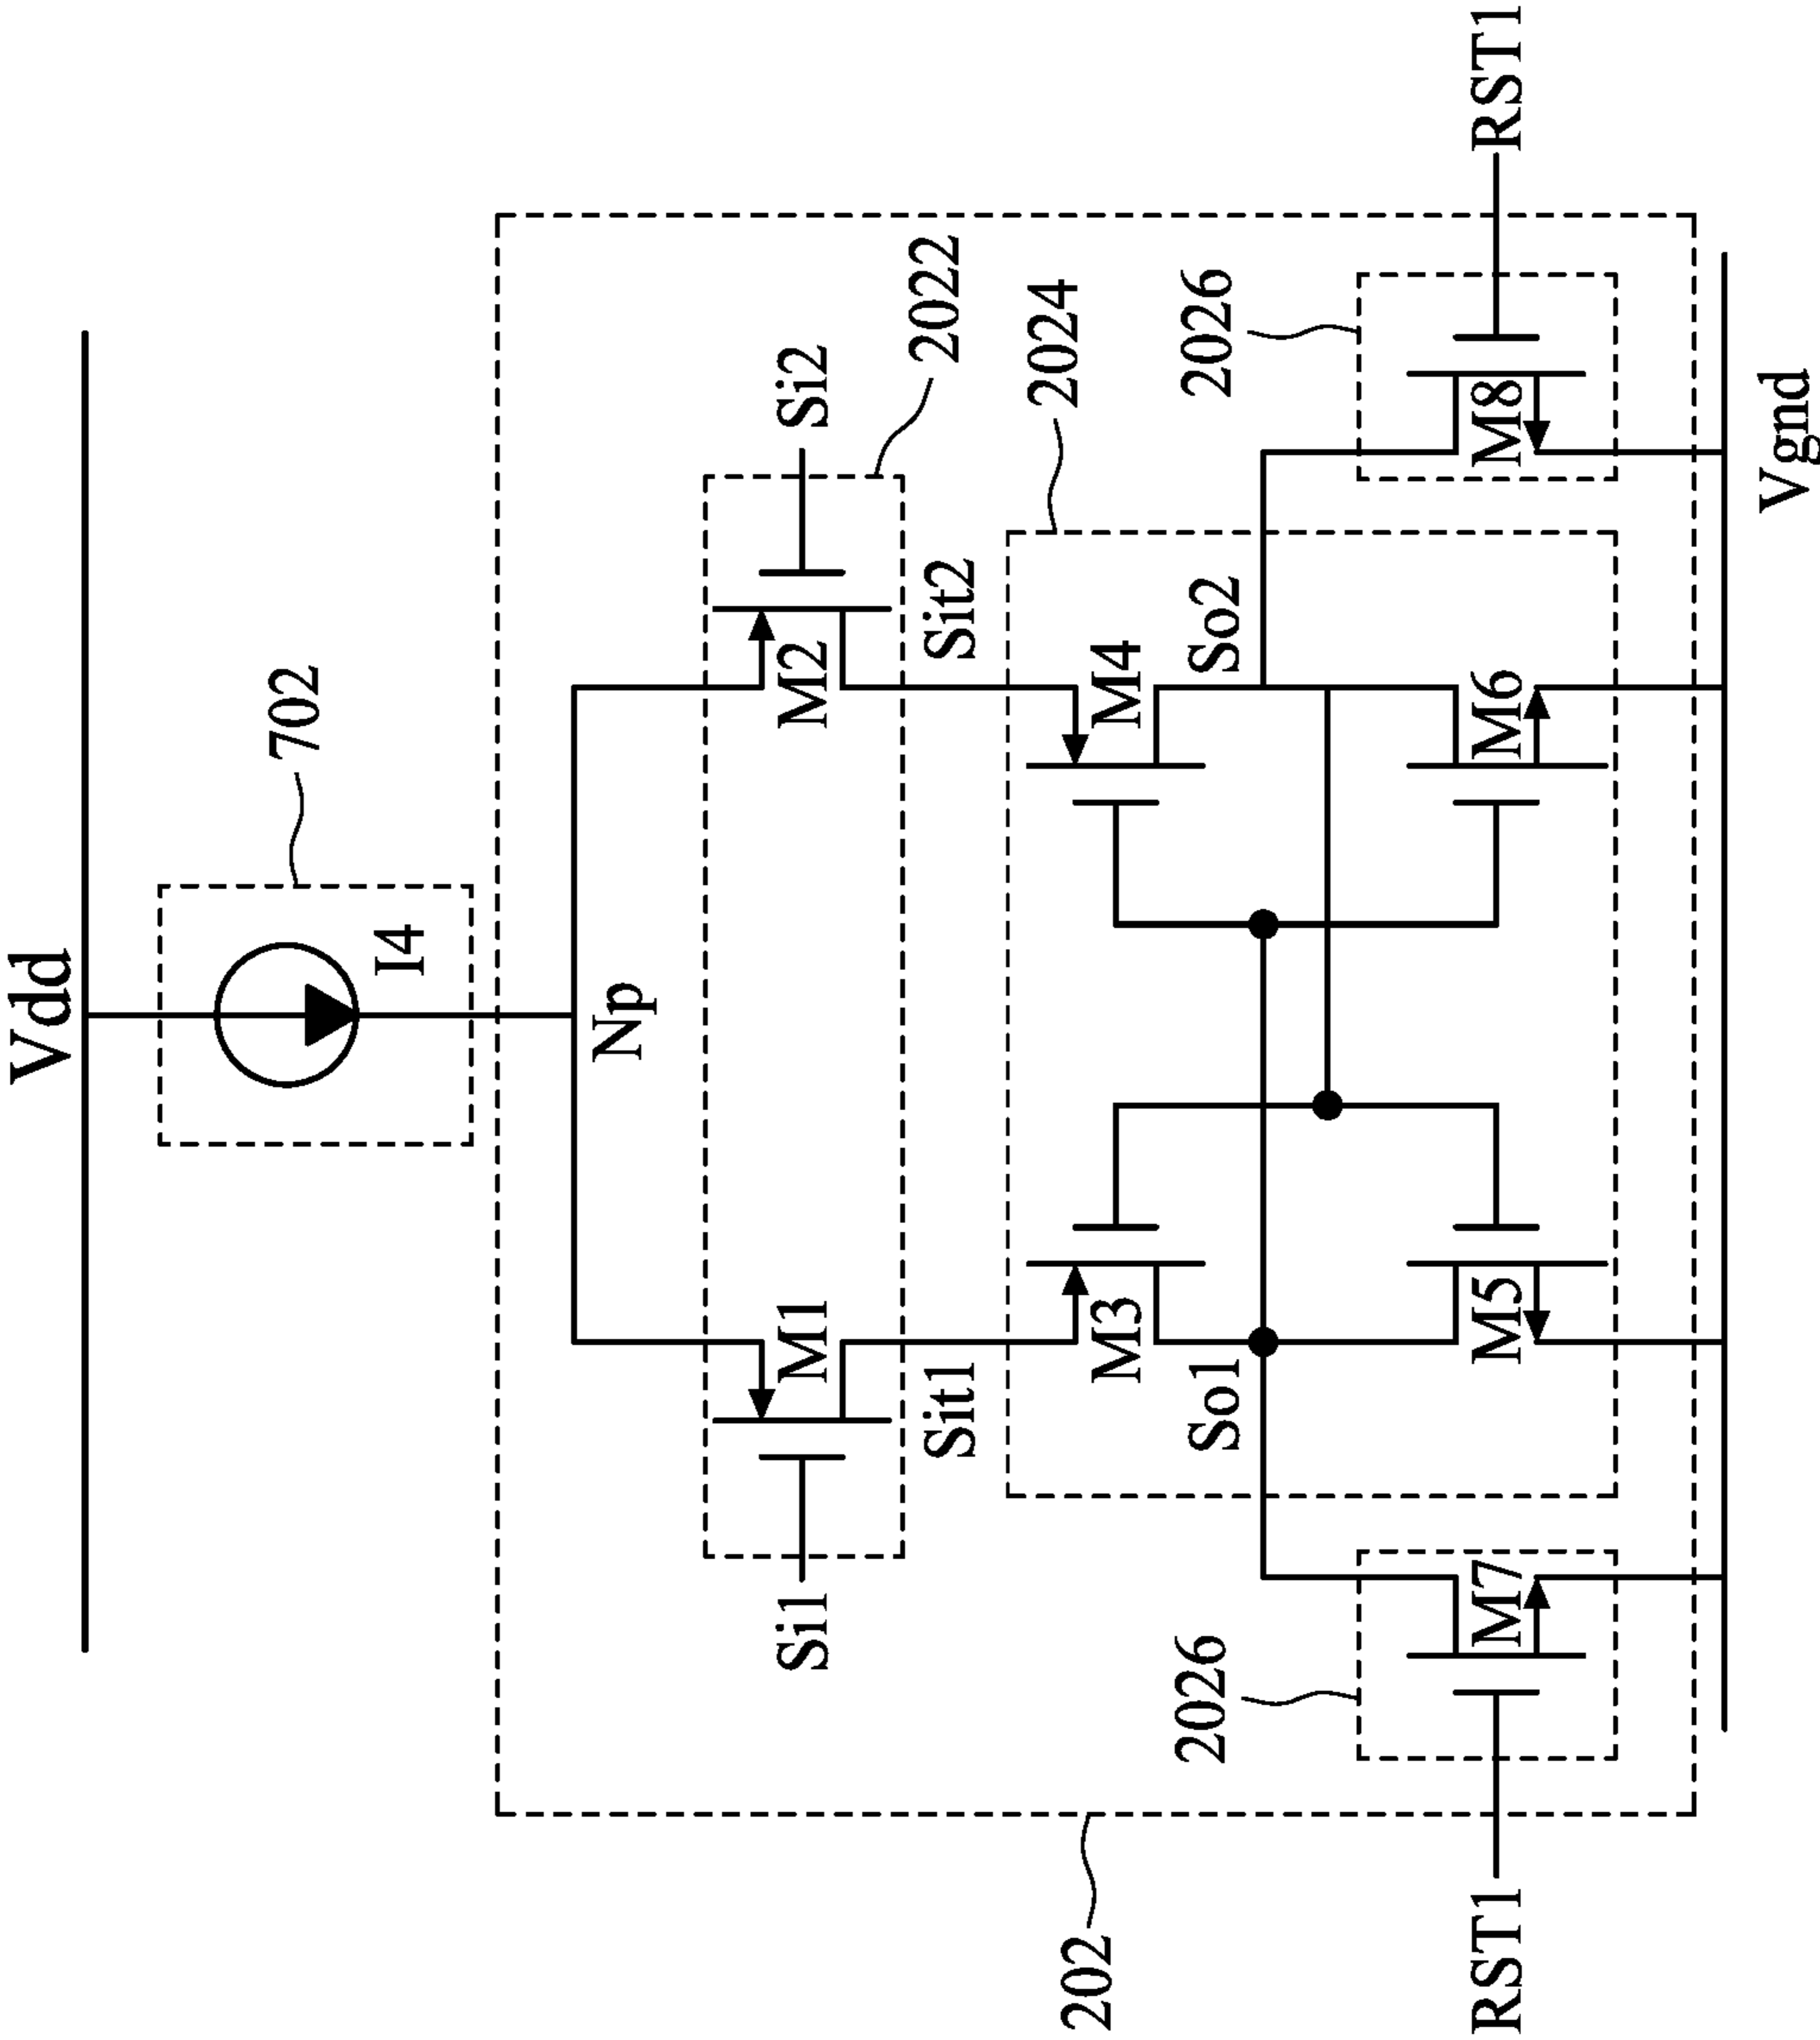 Vdd
702
I4
Np
Si1
M1
M2
Si2
2022
Sit1
Sit2
2024
M3
M4
So1
So2
2026
2026
202
RST1
M7
M5
M6
M8
RST1
Vgnd